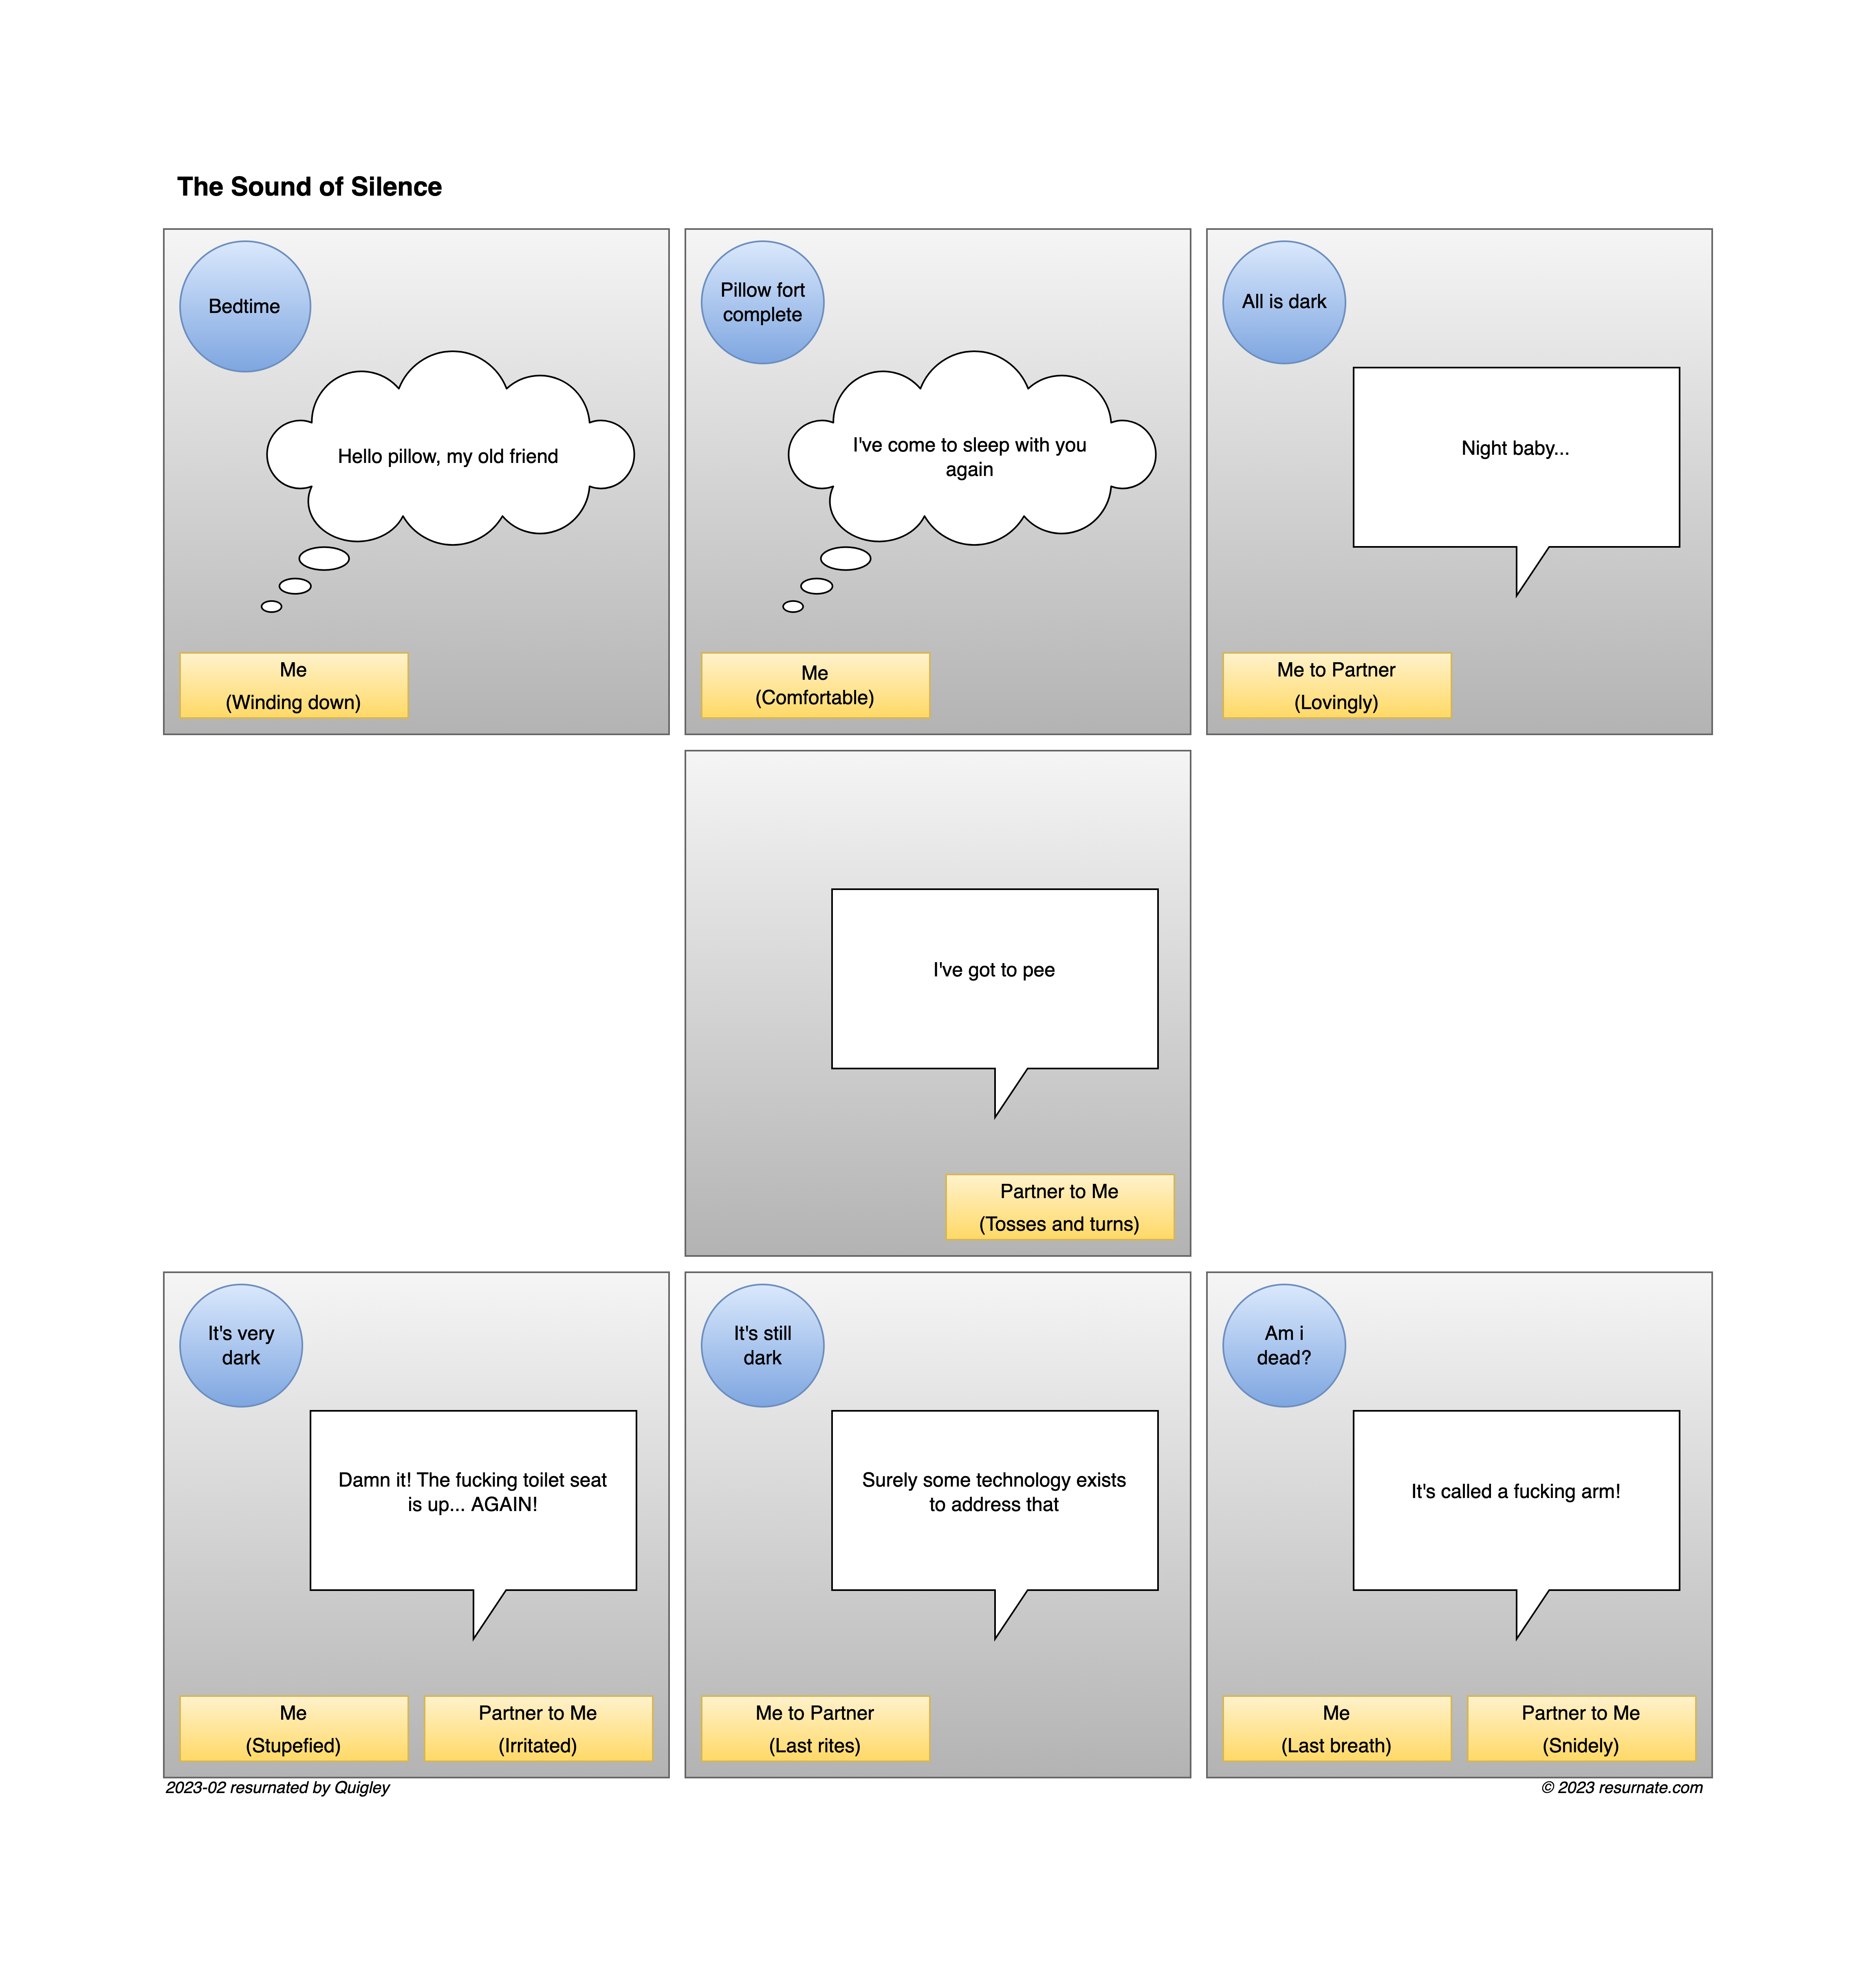 The Sound of Silence
Bedtime
Hello pillow, my old friend
Me
(Winding down)
Pillow fort
complete
I've come to sleep with you
again
Me
(Comfortable)
All is dark
Night baby...
Me to Partner
(Lovingly)
I've got to pee
Partner to Me
(Tosses and turns)
It's very
dark
Damn it! The fucking toilet seat
is up... AGAIN!
Me
(Stupefied)
Partner to Me
(Irritated)
It's still
dark
Surely some technology exists
to address that
Me to Partner
(Last rites)
Am i
dead?
It's called a fucking arm!
Me
(Last breath)
Partner to Me
(Snidely)
2023-02 resurnated by Quigley
© 2023 resurnate.com